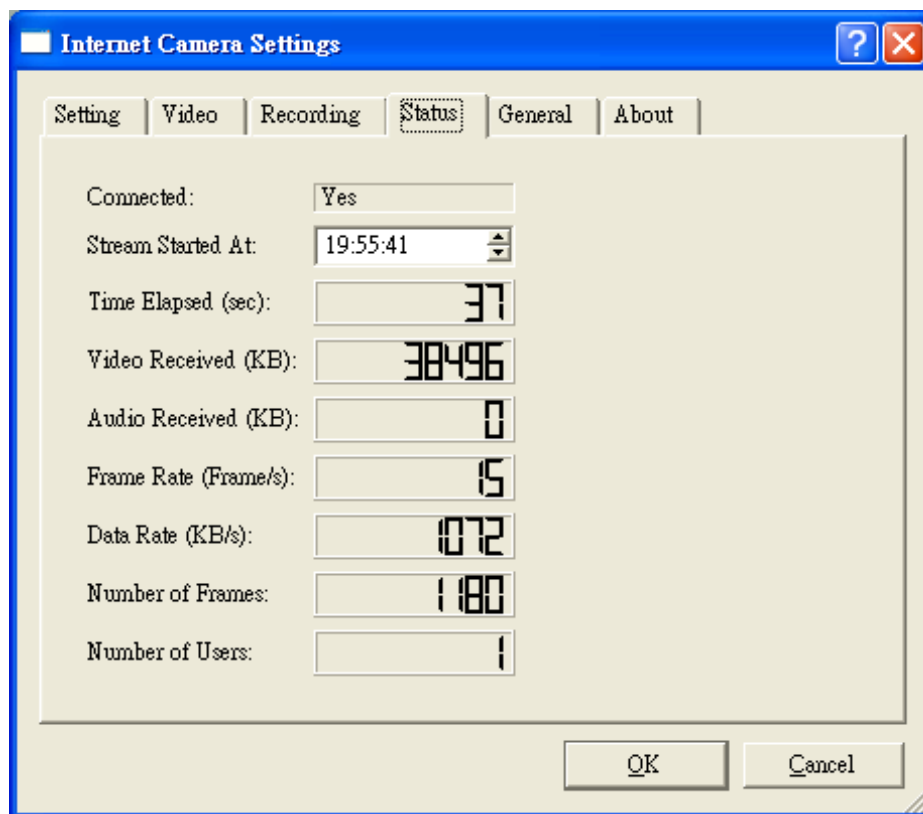 Internet Camera Settings
Setting Video Recording Status General About
Connected: Yes
Stream Started At: 19:55:41
Time Elapsed (sec): 37
Video Received (KB): 38496
Audio Received (KB): 0
Frame Rate (Frame/s): 15
Data Rate (KB/s): 1072
Number of Frames: 1180
Number of Users: 1
OK Cancel